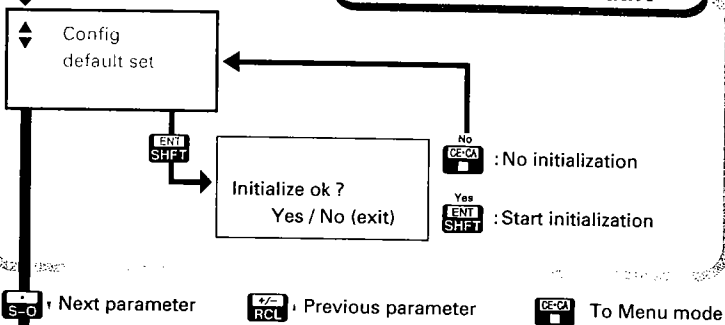 Config
default set
ENT
SHFT
Initialize ok ?
Yes / No (exit)
No
CE•CA
: No initialization
Yes
ENT
SHFT
: Start initialization
S–O
Next parameter
+/–
RCL
Previous parameter
CE•CA
To Menu mode